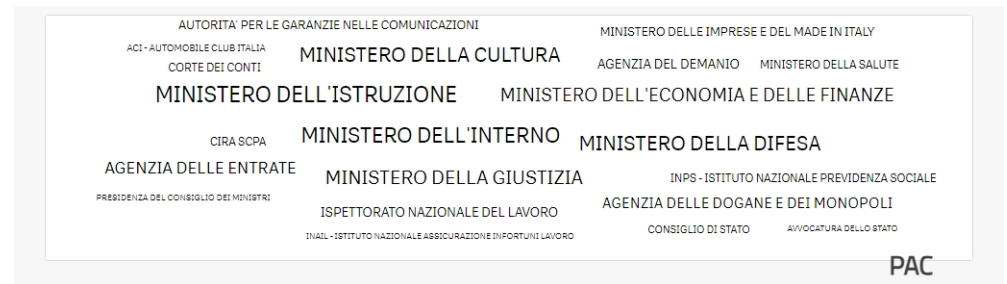 AUTORITA' PER LE GARANZIE NELLE COMUNICAZIONI
MINISTERO DELLE IMPRESE E DEL MADE IN ITALY
ACI - AUTOMOBILE CLUB ITALIA
MINISTERO DELLA CULTURA
CORTE DEI CONTI
AGENZIA DEL DEMANIO
MINISTERO DELLA SALUTE
MINISTERO DELL'ISTRUZIONE
MINISTERO DELL'ECONOMIA E DELLE FINANZE
CIRA SCPA
MINISTERO DELL'INTERNO
MINISTERO DELLA DIFESA
AGENZIA DELLE ENTRATE
MINISTERO DELLA GIUSTIZIA
INPS - ISTITUTO NAZIONALE PREVIDENZA SOCIALE
PRESIDENZA DEL CONSIGLIO DEI MINISTRI
ISPETTORATO NAZIONALE DEL LAVORO
AGENZIA DELLE DOGANE E DEI MONOPOLI
INAIL - ISTITUTO NAZIONALE ASSICURAZIONE INFORTUNI LAVORO
CONSIGLIO DI STATO
AVVOCATURA DELLO STATO
PAC